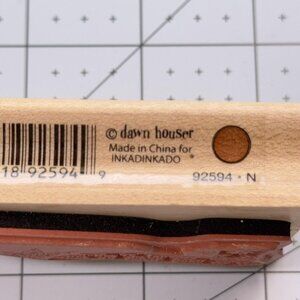 © dawn houser
Made in China for
INKADINKADO ®
18 92594 9
92594 • N